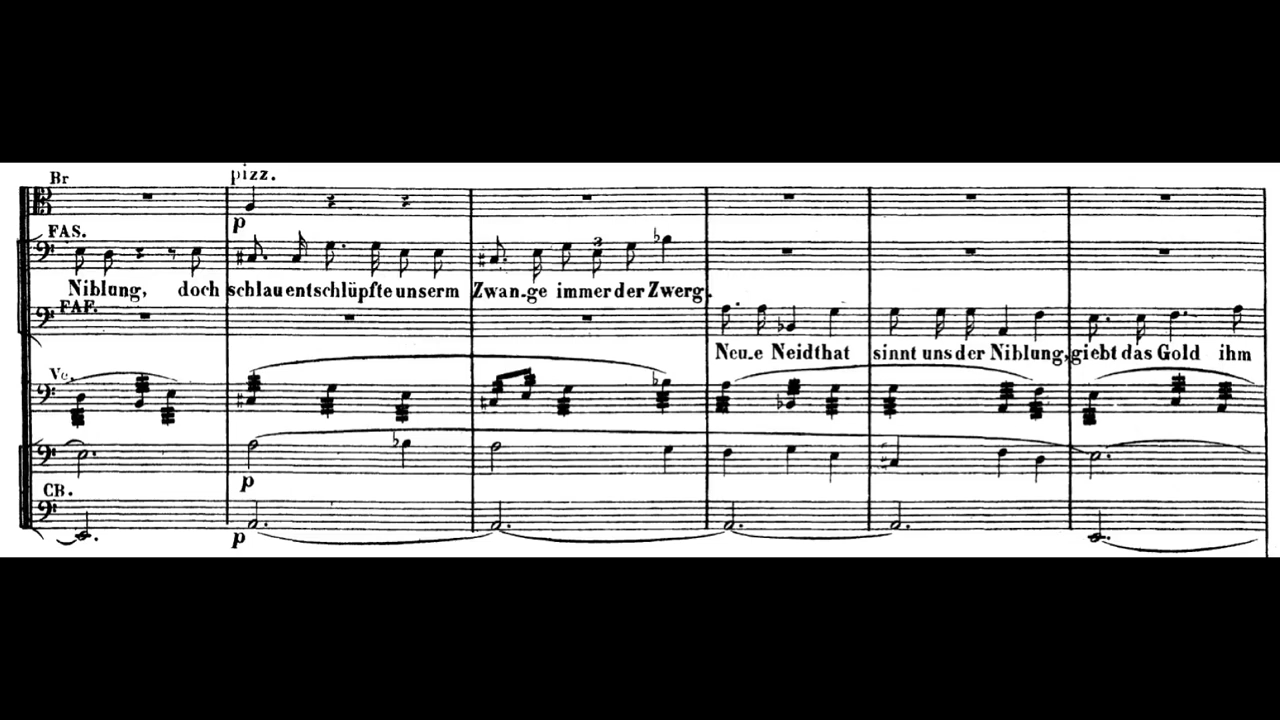 Br
pizz.
p
FAS.
3
Niblung, doch schlau entschlüpfte unserm Zwan-ge immer der Zwerg.
FAF.
Neu-e Neidthat sinnt uns der Niblung, giebt das Gold ihm
Vc.
p
CB.
p